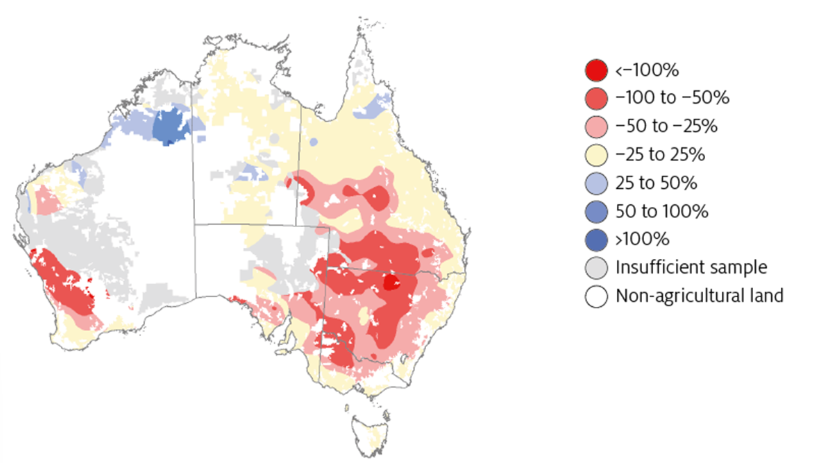 <−100%
−100 to −50%
−50 to −25%
−25 to 25%
25 to 50%
50 to 100%
>100%
Insufficient sample
Non-agricultural land